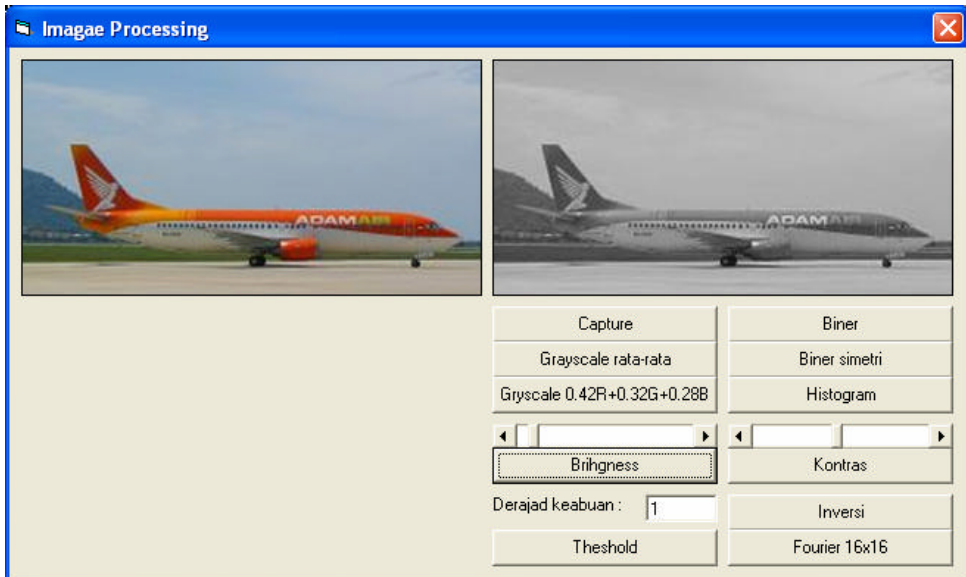 Imagae Processing
ADAMAIR
ADAMAIR
Capture
Biner
Grayscale rata-rata
Biner simetri
Gryscale 0.42R+0.32G+0.28B
Histogram
Brihgness
Kontras
Derajad keabuan :
1
Inversi
Theshold
Fourier 16x16